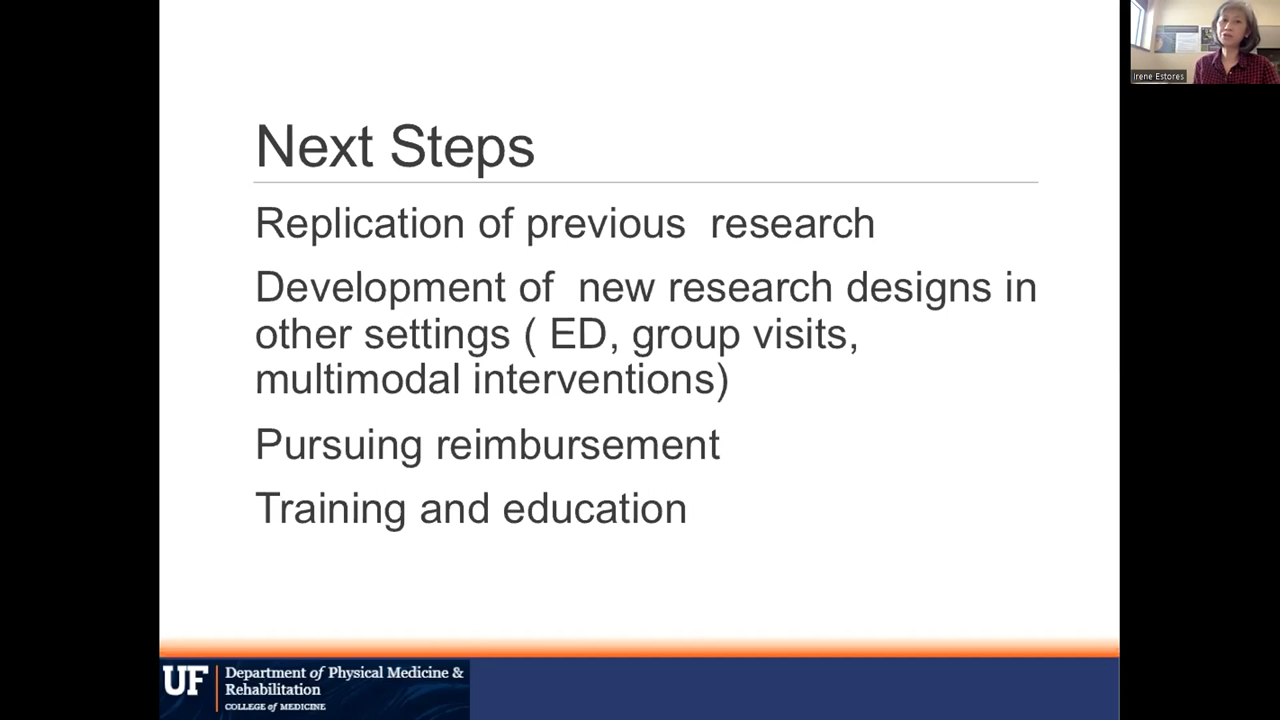 Irene Estores
Next Steps
Replication of previous  research
Development of  new research designs in
other settings ( ED, group visits,
multimodal interventions)
Pursuing reimbursement
Training and education
UF
Department of Physical Medicine &
Rehabilitation
COLLEGE of MEDICINE